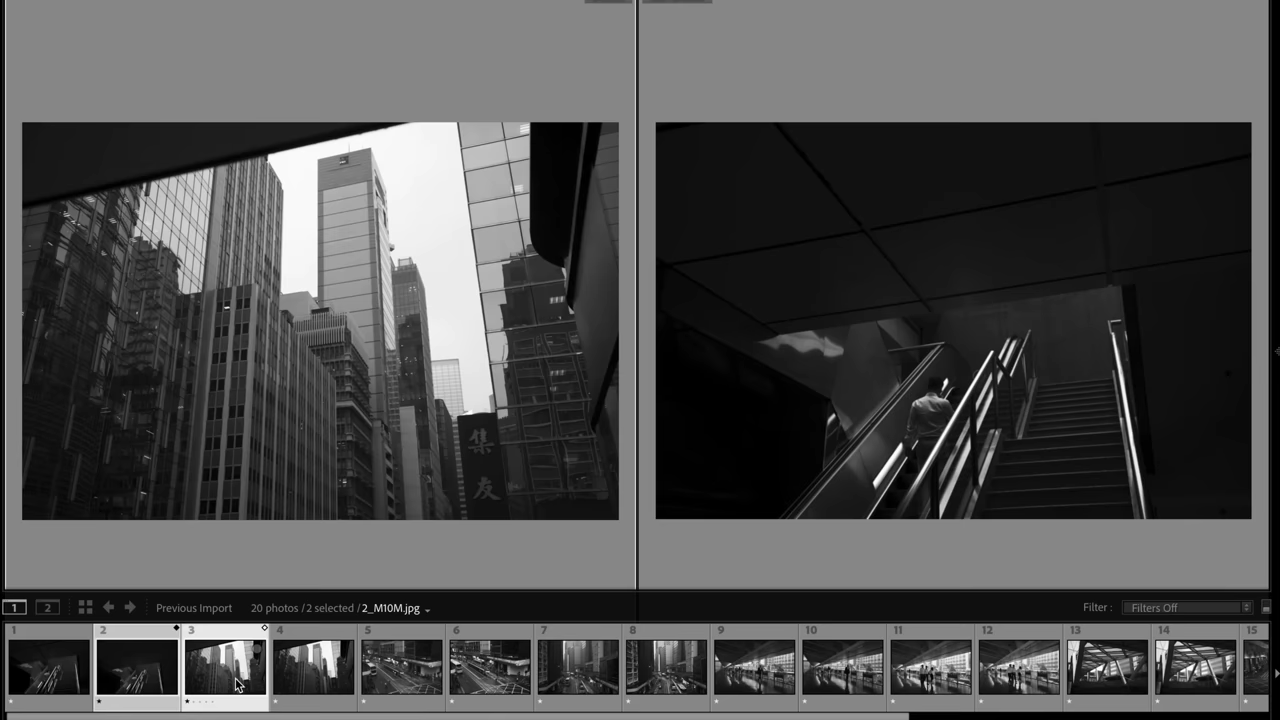 集
友
1
2
Previous Import
20 photos / 2 selected / 2_M10M.jpg
Filter :
Filters Off
1
2
3
4
5
6
7
8
9
10
11
12
13
14
15